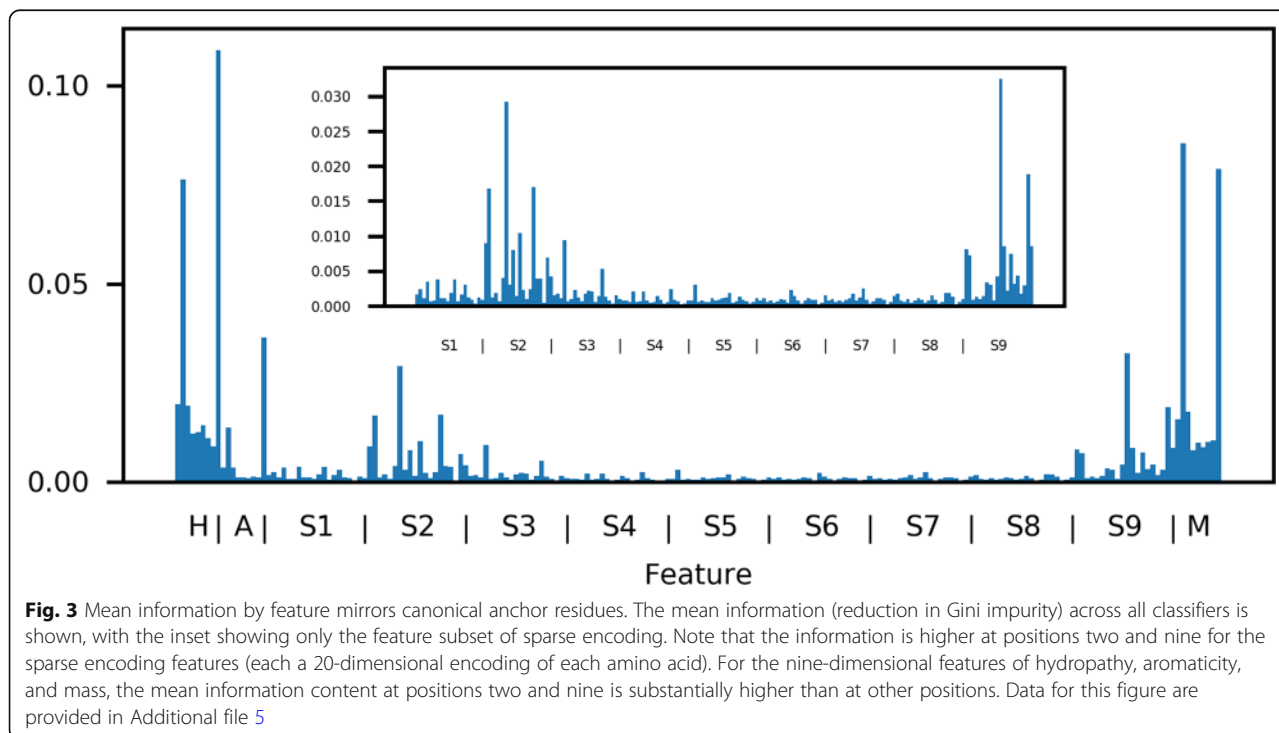 0.10
0.05
0.00
0.030
0.025
0.020
0.015
0.010
0.005
0.000
S1 | S2 | S3 | S4 | S5 | S6 | S7 | S8 | S9
H | A | S1 | S2 | S3 | S4 | S5 | S6 | S7 | S8 | S9 | M
Feature
Fig. 3 Mean information by feature mirrors canonical anchor residues. The mean information (reduction in Gini impurity) across all classifiers is
shown, with the inset showing only the feature subset of sparse encoding. Note that the information is higher at positions two and nine for the
sparse encoding features (each a 20-dimensional encoding of each amino acid). For the nine-dimensional features of hydropathy, aromaticity,
and mass, the mean information content at positions two and nine is substantially higher than at other positions. Data for this figure are
provided in Additional file 5